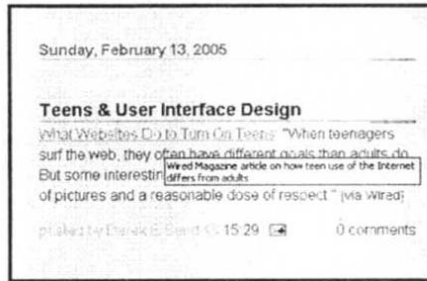 Sunday, February 13, 2005
Teens & User Interface Design
What Websites Do to Turn On Teens: "When teenagers
surf the web, they often have different goals than adults do.
But some interestin
Wired Magazine article on how teen use of the Internet
differs from adults
of pictures and a reasonable dose of respect." [via Wired]
posted by Derek E. 15:29 0 comments